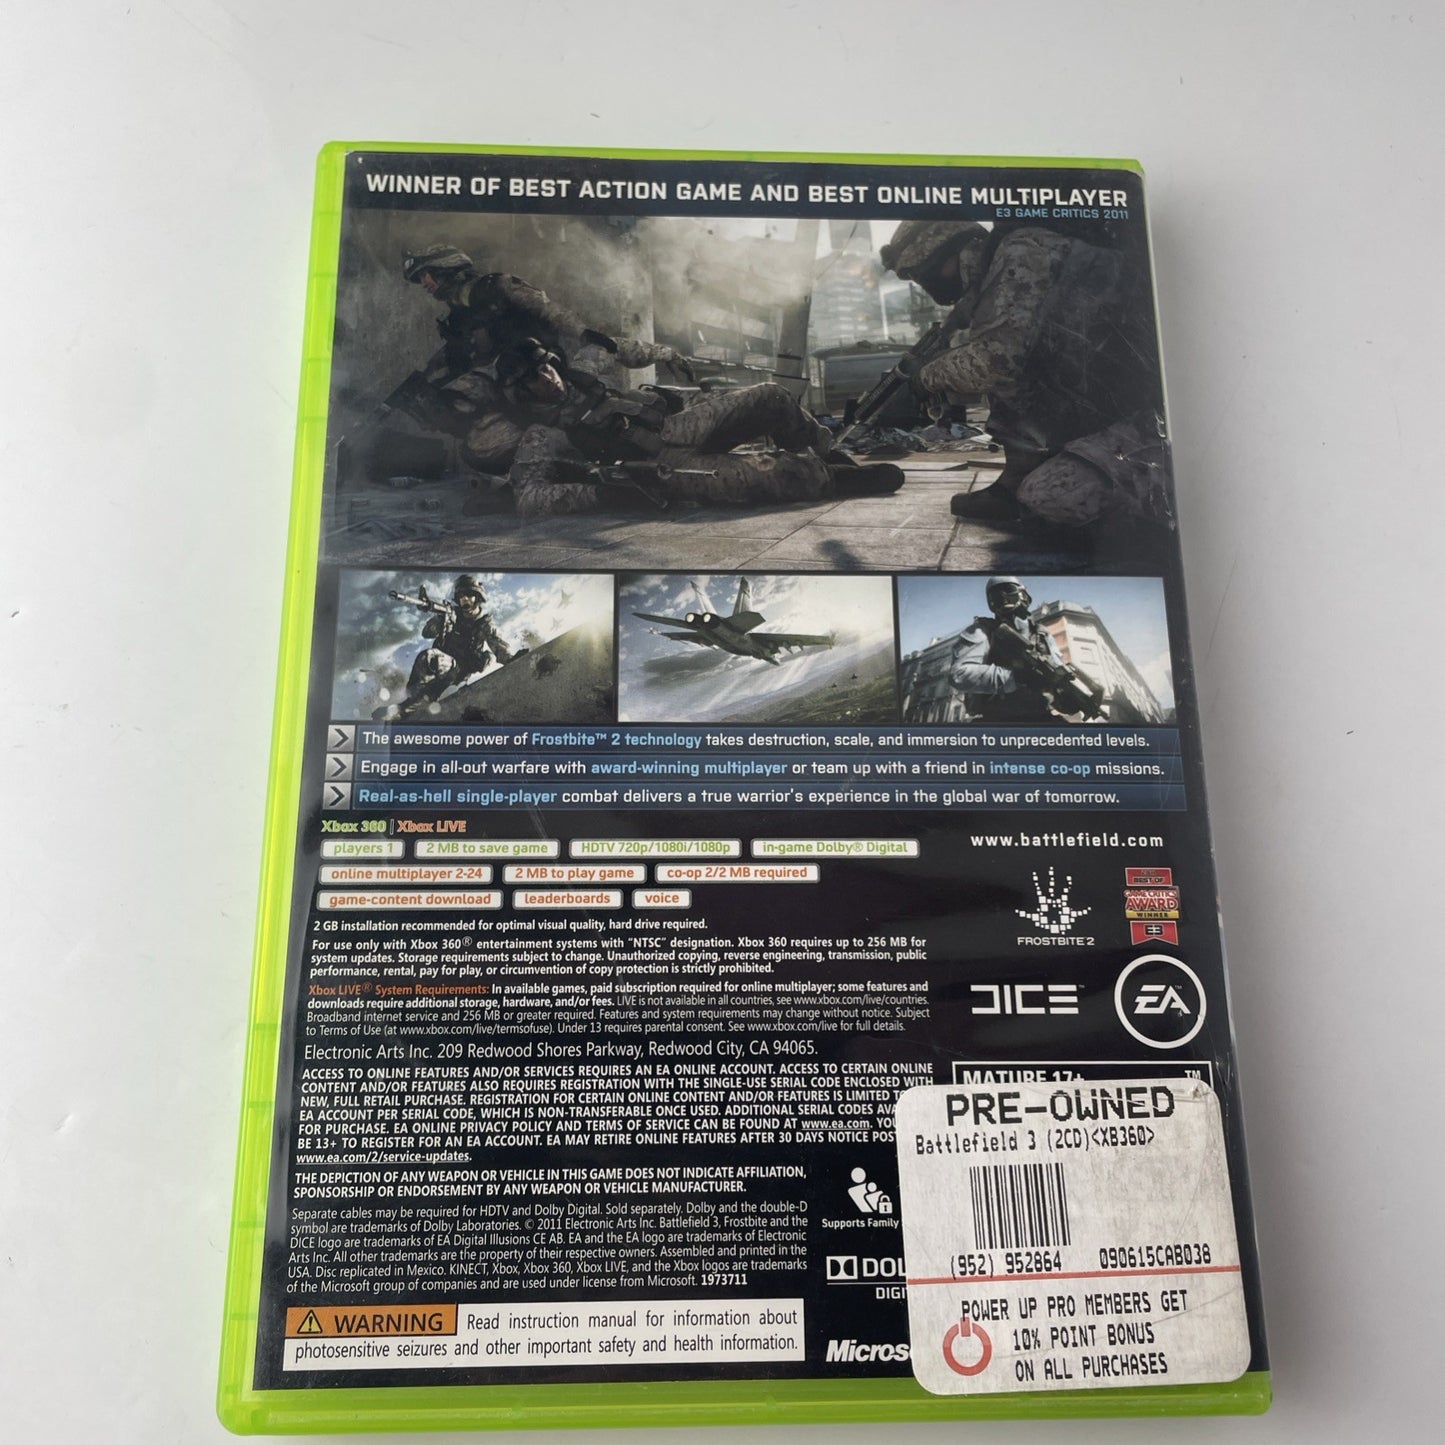 WINNER OF BEST ACTION GAME AND BEST ONLINE MULTIPLAYER
E3 GAME CRITICS 2011
The awesome power of Frostbite™ 2 technology takes destruction, scale, and immersion to unprecedented levels.
Engage in all-out warfare with award-winning multiplayer or team up with a friend in intense co-op missions.
Real-as-hell single-player combat delivers a true warrior's experience in the global war of tomorrow.
Xbox 360 | Xbox LIVE
players 1
2 MB to save game
HDTV 720p/1080i/1080p
in-game Dolby® Digital
online multiplayer 2-24
2 MB to play game
co-op 2/2 MB required
game-content download
leaderboards
voice
www.battlefield.com
FROSTBITE 2
BEST OF
GAME CRITICS
AWARD
WINNER
E3
DICE™
EA™
2 GB installation recommended for optimal visual quality, hard drive required.
For use only with Xbox 360® entertainment systems with "NTSC" designation. Xbox 360 requires up to 256 MB for
system updates. Storage requirements subject to change. Unauthorized copying, reverse engineering, transmission, public
performance, rental, pay for play, or circumvention of copy protection is strictly prohibited.
Xbox LIVE® System Requirements: In available games, paid subscription required for online multiplayer; some features and
downloads require additional storage, hardware, and/or fees. LIVE is not available in all countries, see www.xbox.com/live/countries.
Broadband internet service and 256 MB or greater required. Features and system requirements may change without notice. Subject
to Terms of Use (at www.xbox.com/live/termsofuse). Under 13 requires parental consent. See www.xbox.com/live for full details.
Electronic Arts Inc. 209 Redwood Shores Parkway, Redwood City, CA 94065.
ACCESS TO ONLINE FEATURES AND/OR SERVICES REQUIRES AN EA ONLINE ACCOUNT. ACCESS TO CERTAIN ONLINE
CONTENT AND/OR FEATURES ALSO REQUIRES REGISTRATION WITH THE SINGLE-USE SERIAL CODE ENCLOSED WITH
NEW, FULL RETAIL PURCHASE. REGISTRATION FOR CERTAIN ONLINE CONTENT AND/OR FEATURES IS LIMITED
EA ACCOUNT PER SERIAL CODE, WHICH IS NON-TRANSFERABLE ONCE USED. ADDITIONAL SERIAL CODES AVA
FOR PURCHASE. EA ONLINE PRIVACY POLICY AND TERMS OF SERVICE CAN BE FOUND AT www.ea.com. YOU
BE 13+ TO REGISTER FOR AN EA ACCOUNT. EA MAY RETIRE ONLINE FEATURES AFTER 30 DAYS NOTICE POST
www.ea.com/2/service-updates.
THE DEPICTION OF ANY WEAPON OR VEHICLE IN THIS GAME DOES NOT INDICATE AFFILIATION,
SPONSORSHIP OR ENDORSEMENT BY ANY WEAPON OR VEHICLE MANUFACTURER.
Separate cables may be required for HDTV and Dolby Digital. Sold separately. Dolby and the double-D
symbol are trademarks of Dolby Laboratories. © 2011 Electronic Arts Inc. Battlefield 3, Frostbite and the
DICE logo are trademarks of EA Digital Illusions CE AB. EA and the EA logo are trademarks of Electronic
Arts Inc. All other trademarks are the property of their respective owners. Assembled and printed in the
USA. Disc replicated in Mexico. KINECT, Xbox, Xbox 360, Xbox LIVE, and the Xbox logos are trademarks
of the Microsoft group of companies and are used under license from Microsoft. 1973711
WARNING Read instruction manual for information about
photosensitive seizures and other important safety and health information.
MATURE 17+ ™
Supports Family
DOL
DIGI
Micros
PRE-OWNED
Battlefield 3 (2CD)<XB360>
(952) 952864 090615CAB038
POWER UP PRO MEMBERS GET
10% POINT BONUS
ON ALL PURCHASES